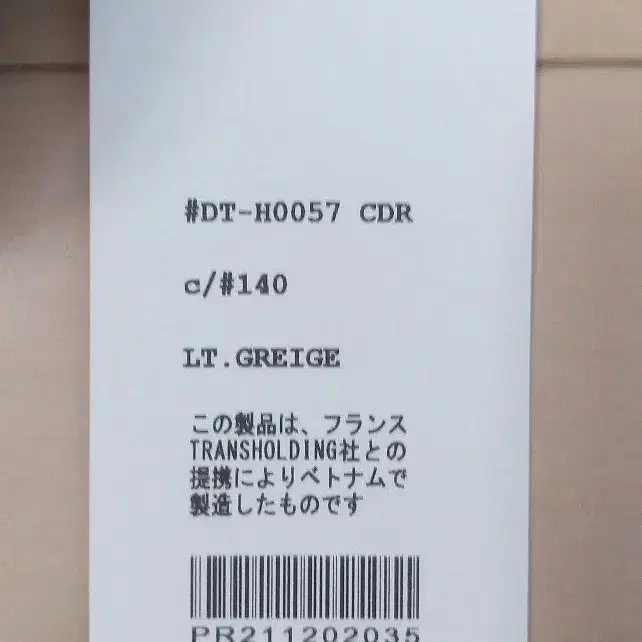 #DT-H0057 CDR
c/#140
LT.GREIGE
この製品は、フランス
TRANSHOLDING社との
提携によりベトナムで
製造したものです
PR211202035